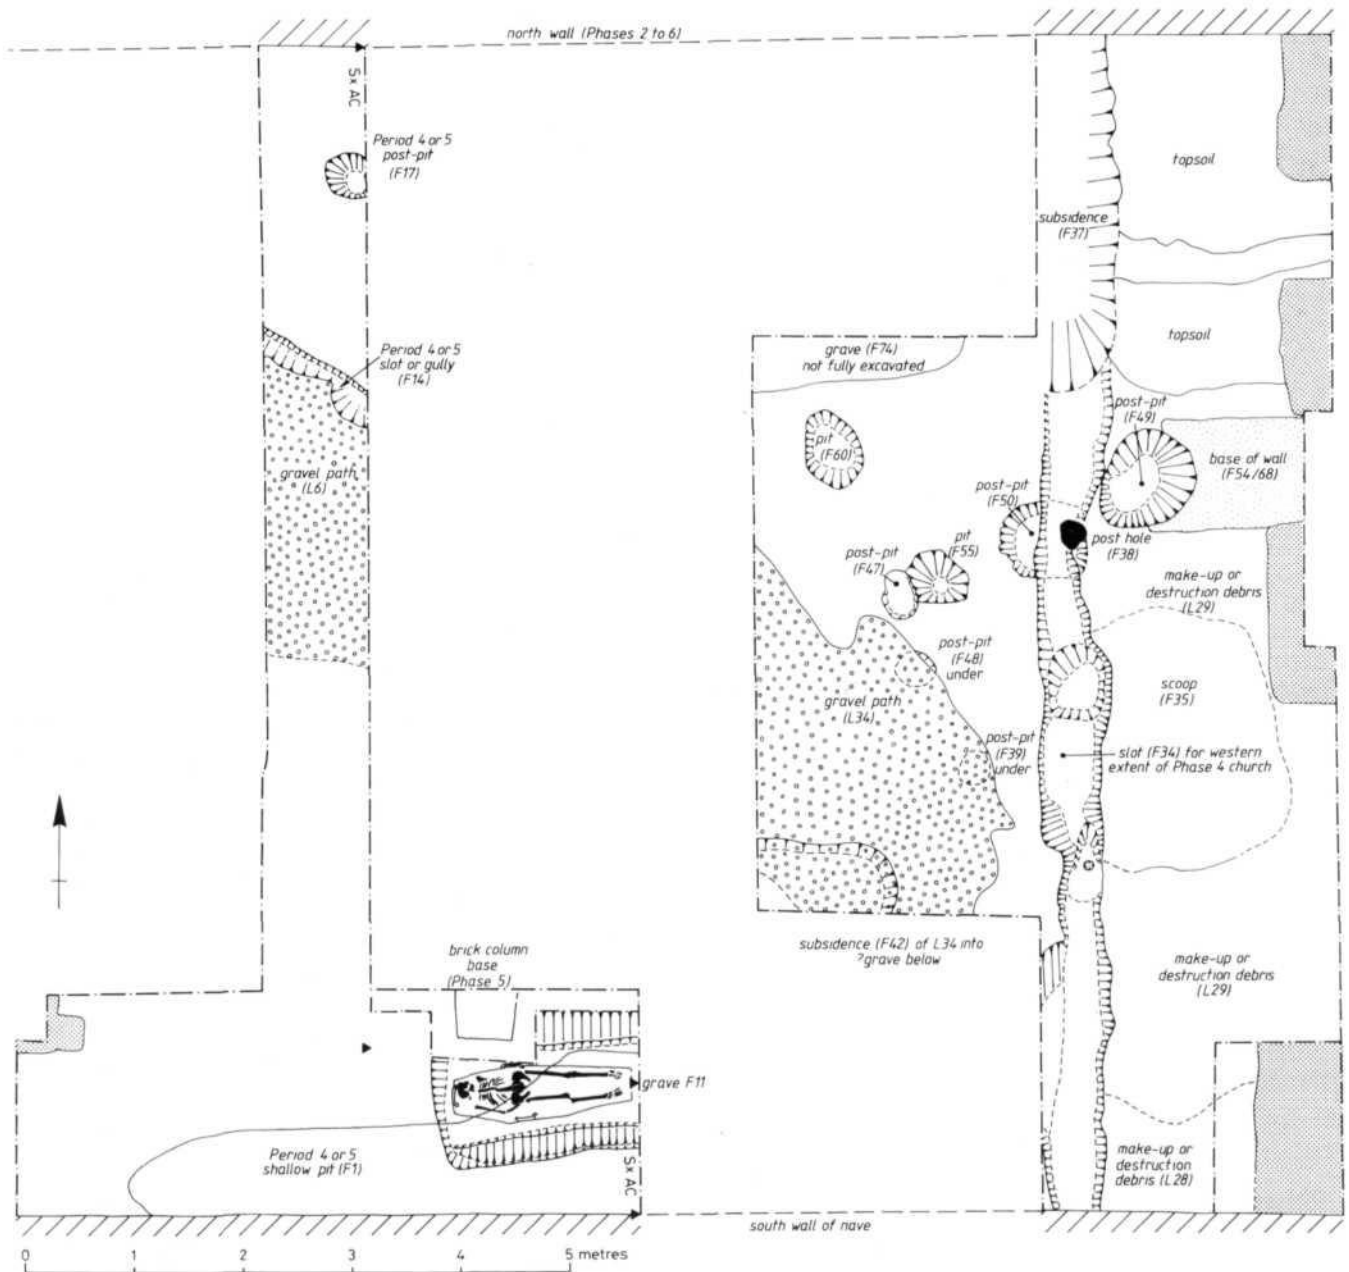 north wall (Phases 2 to 6)
Sx AC
Period 4 or 5
post-pit
(F17)
topsoil
subsidence
(F37)
Period 4 or 5
slot or gully
(F14)
topsoil
grave (F74)
not fully excavated
post-pit
(F49)
pit
(F60)
base of wall
(F54/68)
gravel path
(L6)
post-pit
(F50)
post hole
(F38)
pit
(F55)
post-pit
(F47)
make-up or
destruction debris
(L29)
post-pit
(F48)
under
scoop
(F35)
gravel path
(L34)
post-pit
(F39)
under
slot (F34) for western
extent of Phase 4 church
brick column
base
(Phase 5)
subsidence (F42) of L34 into
?grave below
make-up or
destruction debris
(L29)
grave F11
Period 4 or 5
shallow pit (F1)
Sx AC
make-up or
destruction
debris (L28)
south wall of nave
0 1 2 3 4 5 metres